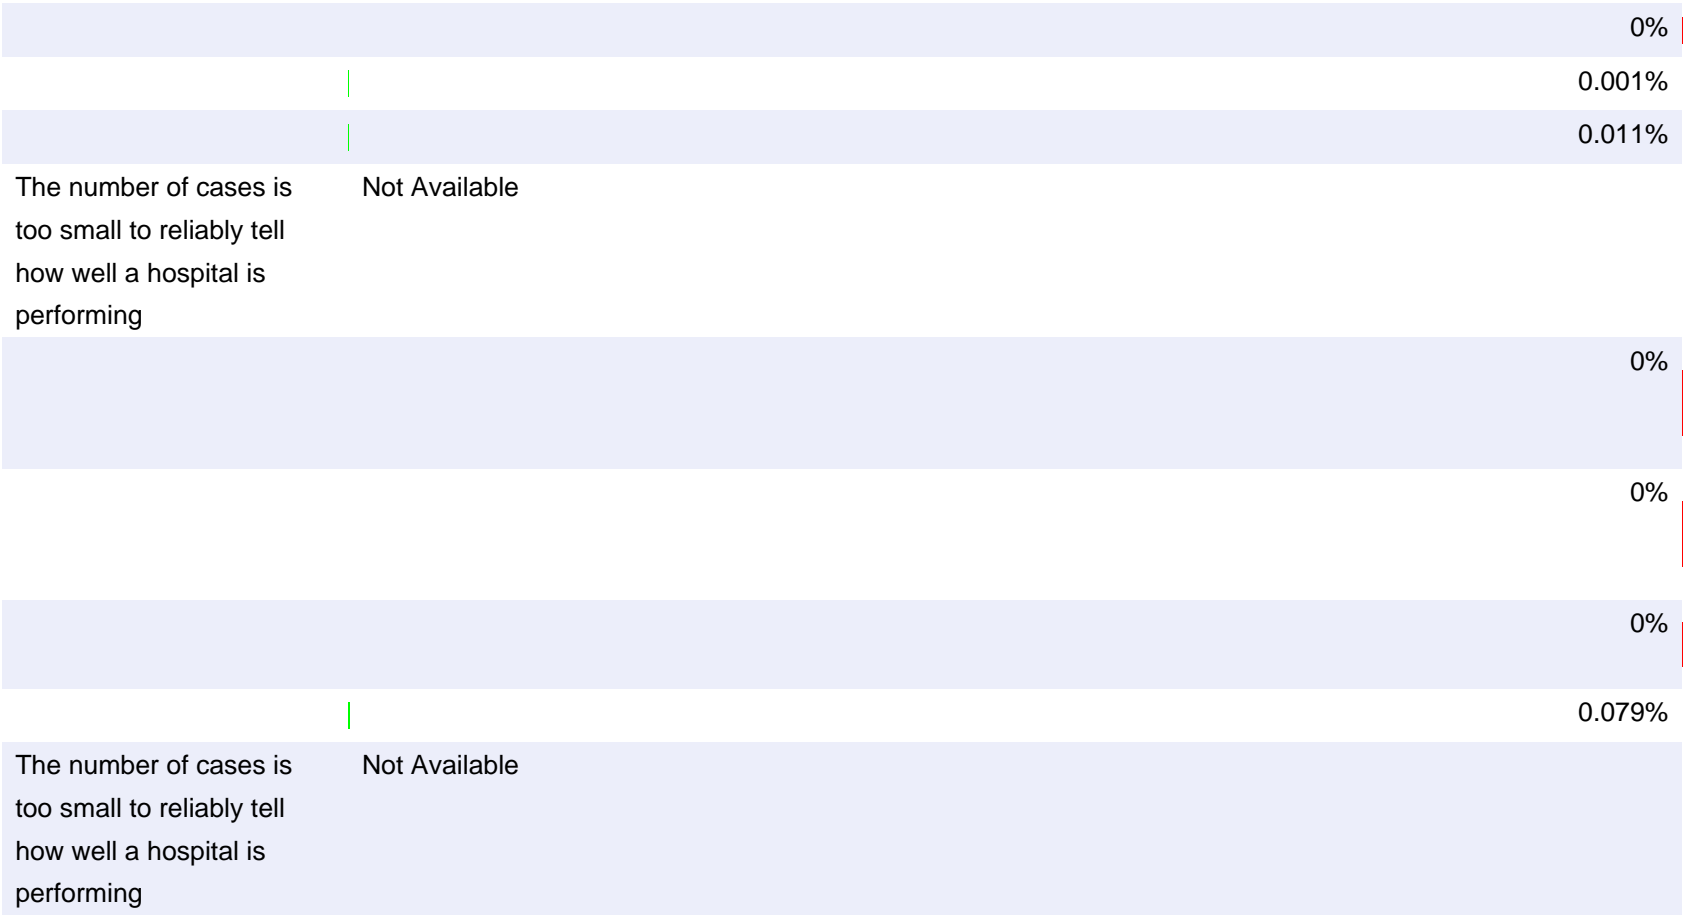 0%
0.001%
0.011%
The number of cases is Not Available
too small to reliably tell
how well a hospital is
performing
0%
0%
0%
0.079%
The number of cases is Not Available
too small to reliably tell
how well a hospital is
performing